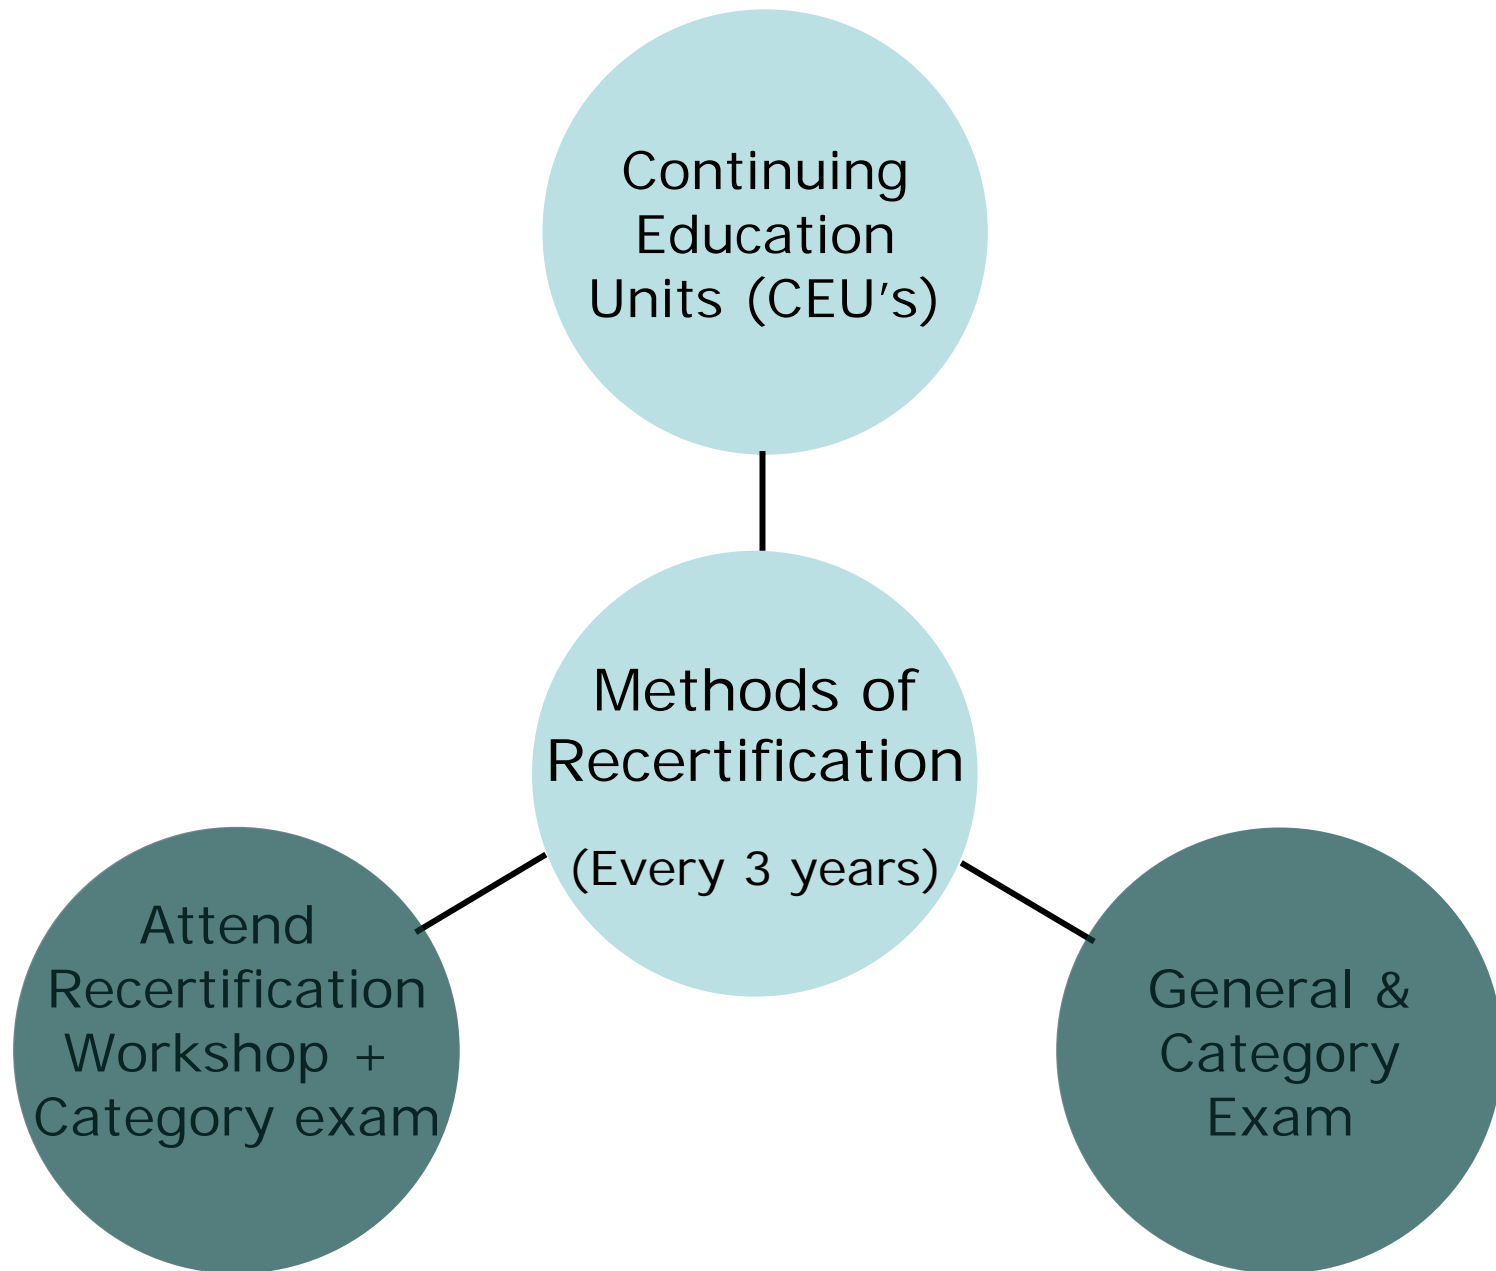 Continuing
Education
Units (CEU's)
Methods of
Recertification
(Every 3 years)
Attend
Recertification
Workshop +
Category exam
General &
Category
Exam